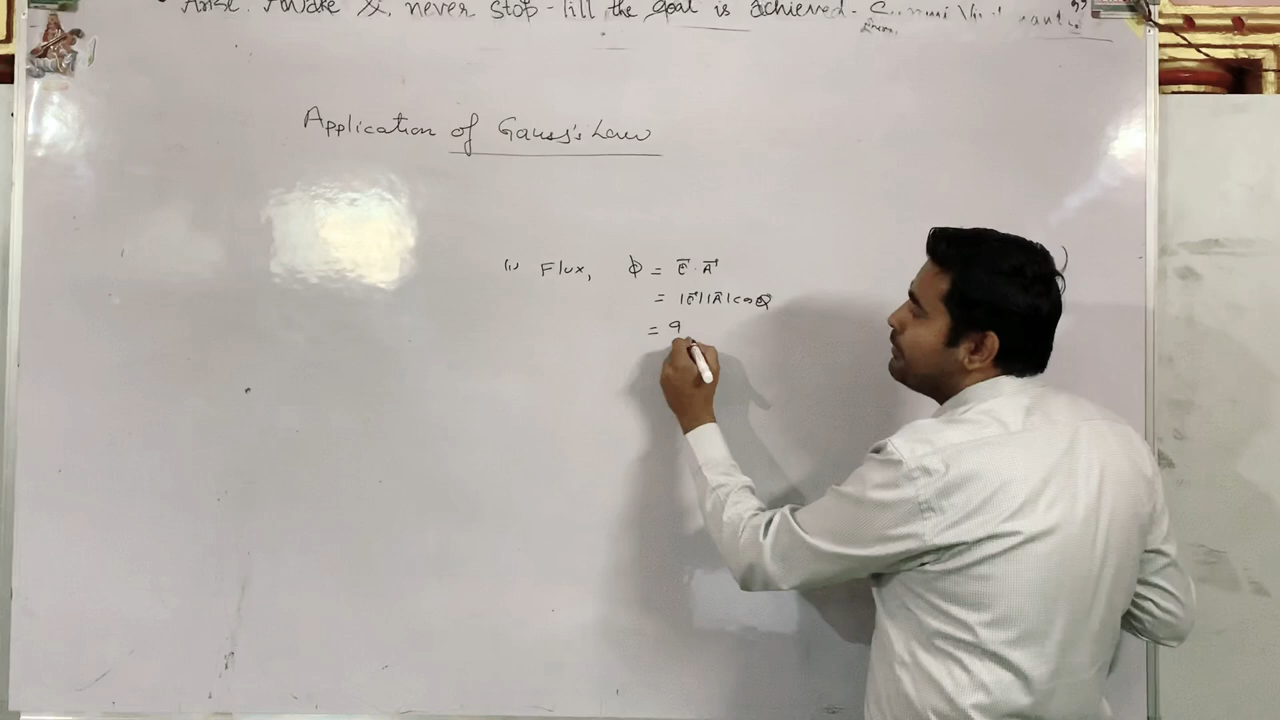 Arise. Awake &. never stop till the Goal is achieved-
Application of Gauss's Law
(i) Flux, ϕ = E⃗ . A⃗
= |E⃗||A⃗|cosθ
= q